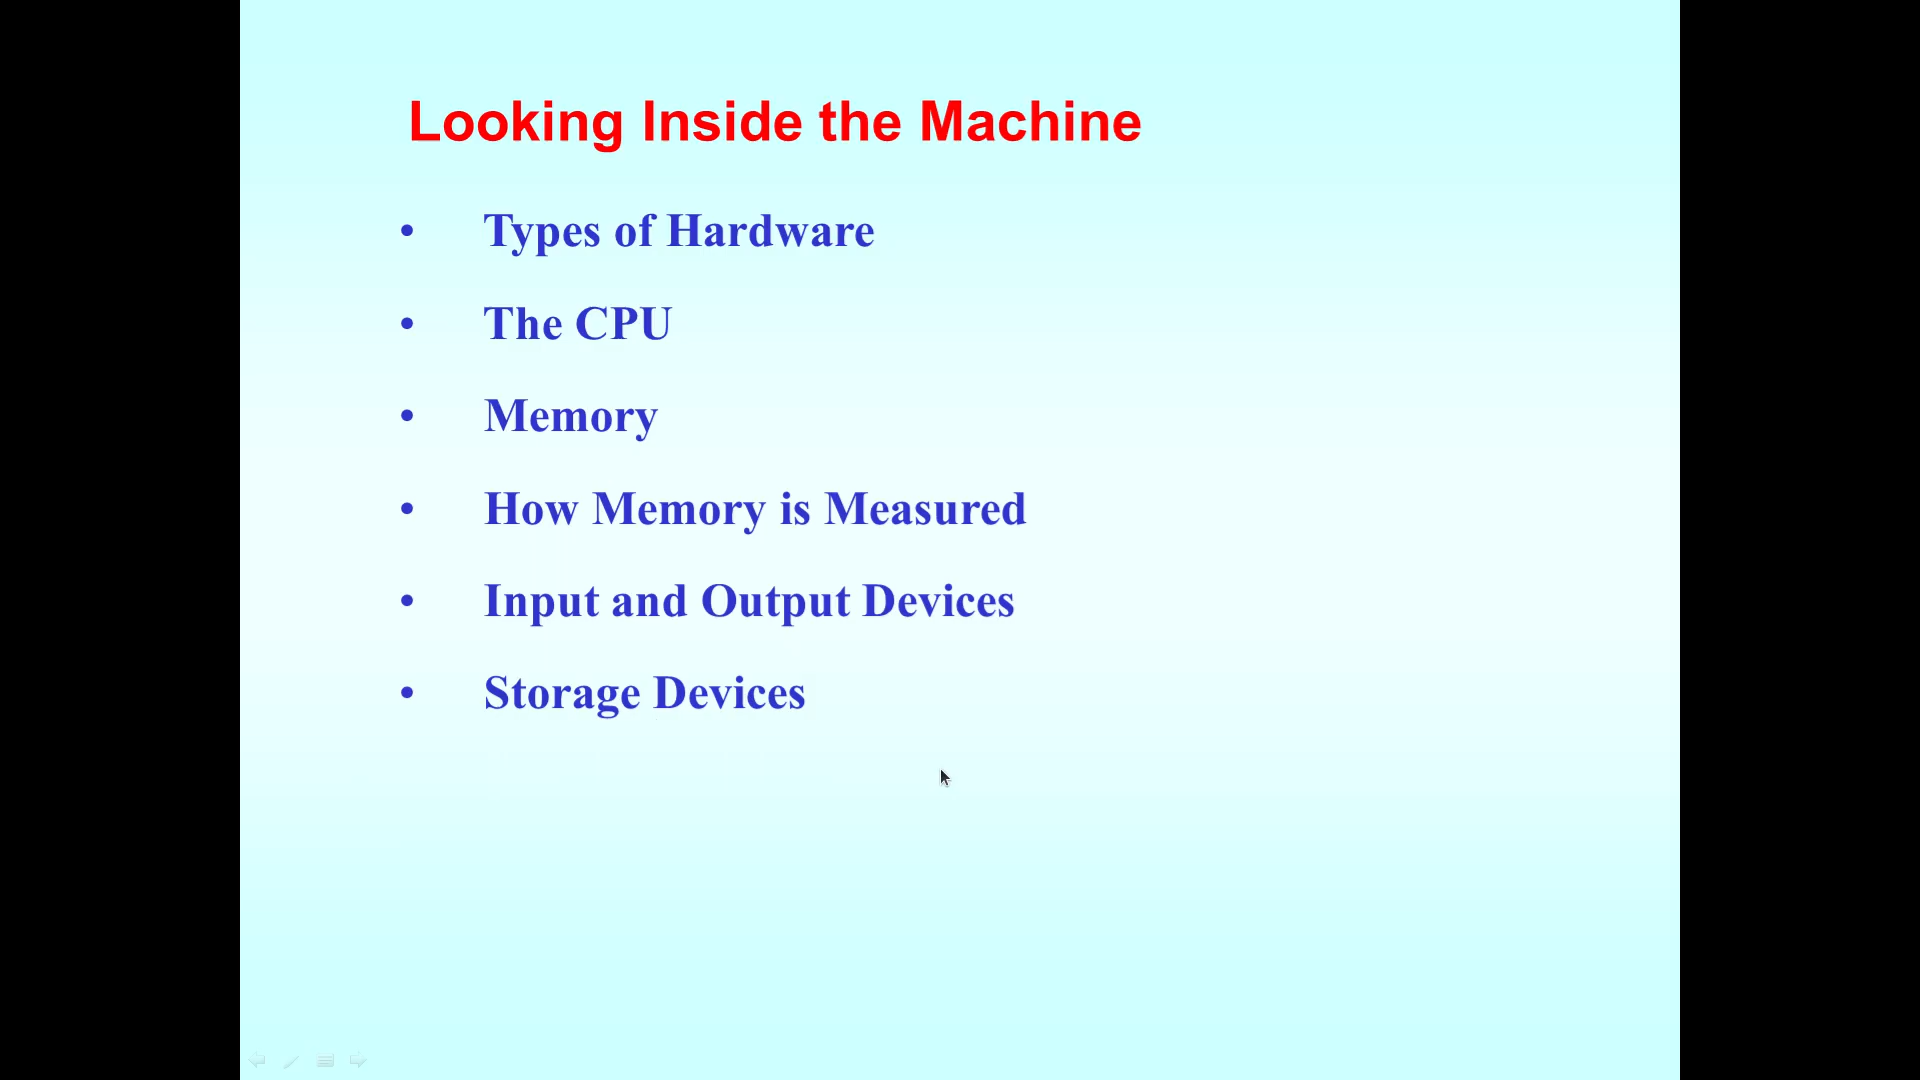 Looking Inside the Machine
• Types of Hardware
• The CPU
• Memory
• How Memory is Measured
• Input and Output Devices
• Storage Devices